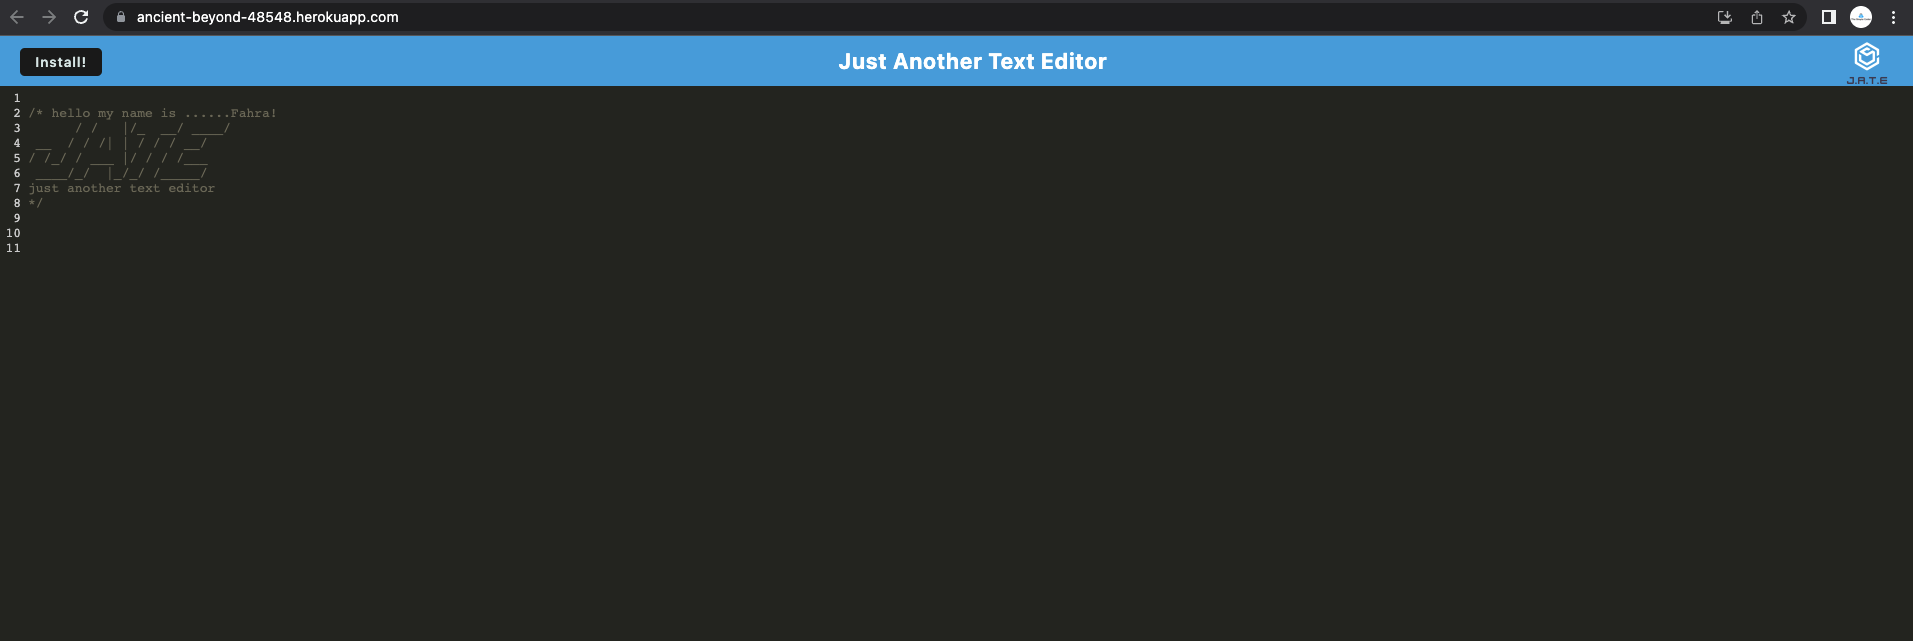 ancient-beyond-48548.herokuapp.com
Install!
Just Another Text Editor
J.A.T.E
1
2 /* hello my name is ......Fahra!
3       / /   |/_  __/ ____/
4  __  / / /| | / / / __/
5 / /_/ / ___ |/ / / /___
6  ____/_/  |_/_/ /_____/
7 just another text editor
8 */
9
10
11